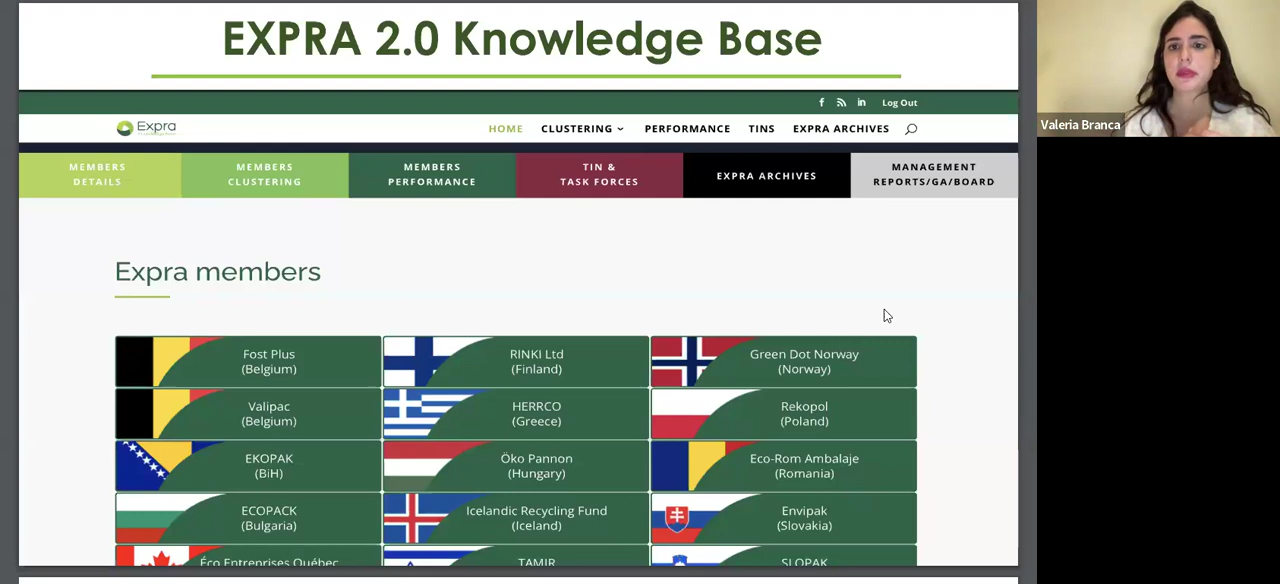 EXPRA 2.0 Knowledge Base
Valeria Branca
Log Out
Expra
HOME
CLUSTERING
PERFORMANCE
TINS
EXPRA ARCHIVES
MEMBERS
DETAILS
MEMBERS
CLUSTERING
MEMBERS
PERFORMANCE
TIN &
TASK FORCES
EXPRA ARCHIVES
MANAGEMENT
REPORTS/GA/BOARD
Expra members
Fost Plus
(Belgium)
RINKI Ltd
(Finland)
Green Dot Norway
(Norway)
Valipac
(Belgium)
HERRCO
(Greece)
Rekopol
(Poland)
EKOPAK
(BiH)
Öko Pannon
(Hungary)
Eco-Rom Ambalaje
(Romania)
ECOPACK
(Bulgaria)
Icelandic Recycling Fund
(Iceland)
Envipak
(Slovakia)
Éco Entreprises Québec
TAMIR
SLOPAK